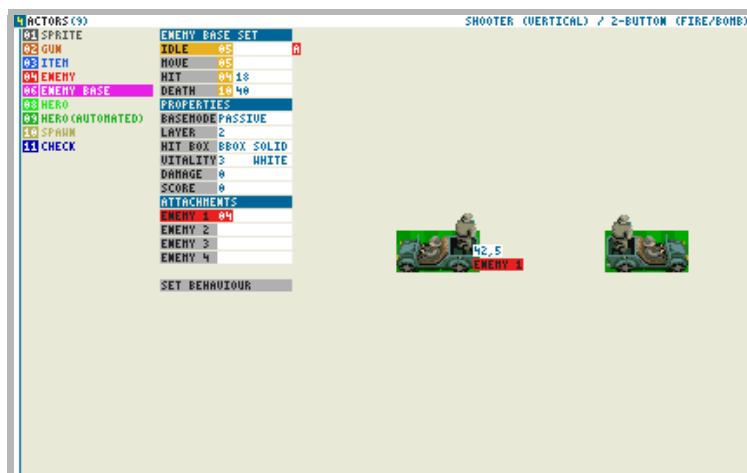 4 ACTORS(9)
SHOOTER (VERTICAL) / 2-BUTTON (FIRE/BOMB)
01 SPRITE
02 GUN
03 ITEM
04 ENEMY
06 ENEMY BASE
08 HERO
09 HERO(AUTOMATED)
10 SPAWN
11 CHECK
ENEMY BASE SET
IDLE 05 A
MOVE 05
HIT 04 18
DEATH 10 40
PROPERTIES
BASEMODE PASSIVE
LAYER 2
HIT BOX BBOX SOLID
VITALITY 3 WHITE
DAMAGE 0
SCORE 0
ATTACHMENTS
ENEMY 1 04
ENEMY 2
ENEMY 3
ENEMY 4
SET BEHAVIOUR
42,5
ENEMY 1